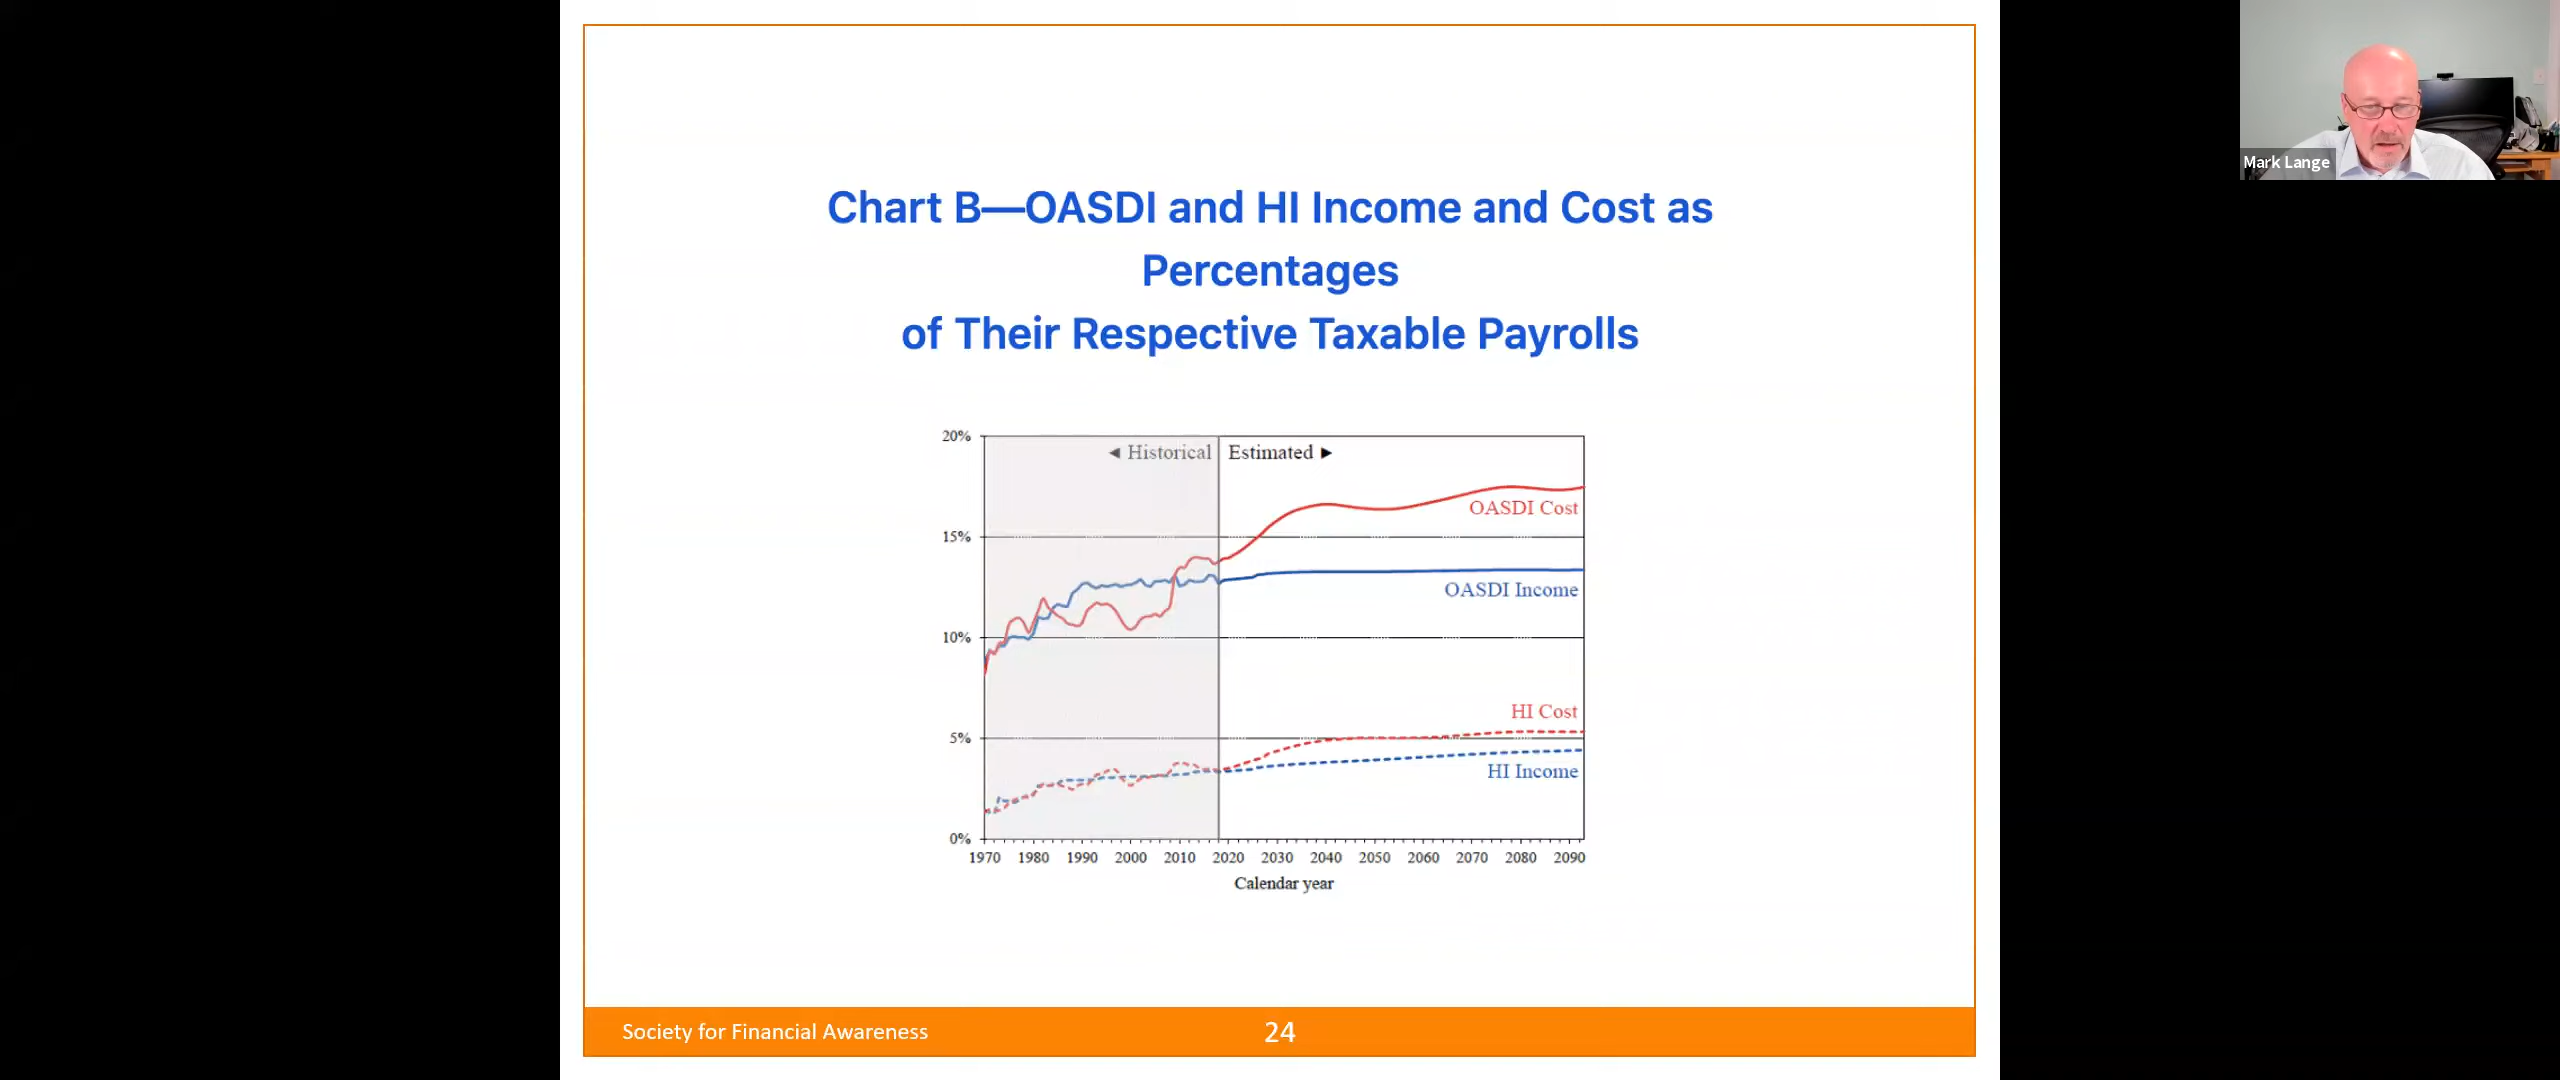 Chart B—OASDI and HI Income and Cost as
Percentages
of Their Respective Taxable Payrolls
20%
◄ Historical
Estimated ►
OASDI Cost
15%
OASDI Income
10%
HI Cost
5%
HI Income
0%
1970 1980 1990 2000 2010 2020 2030 2040 2050 2060 2070 2080 2090
Calendar year
Society for Financial Awareness
24
Mark Lange